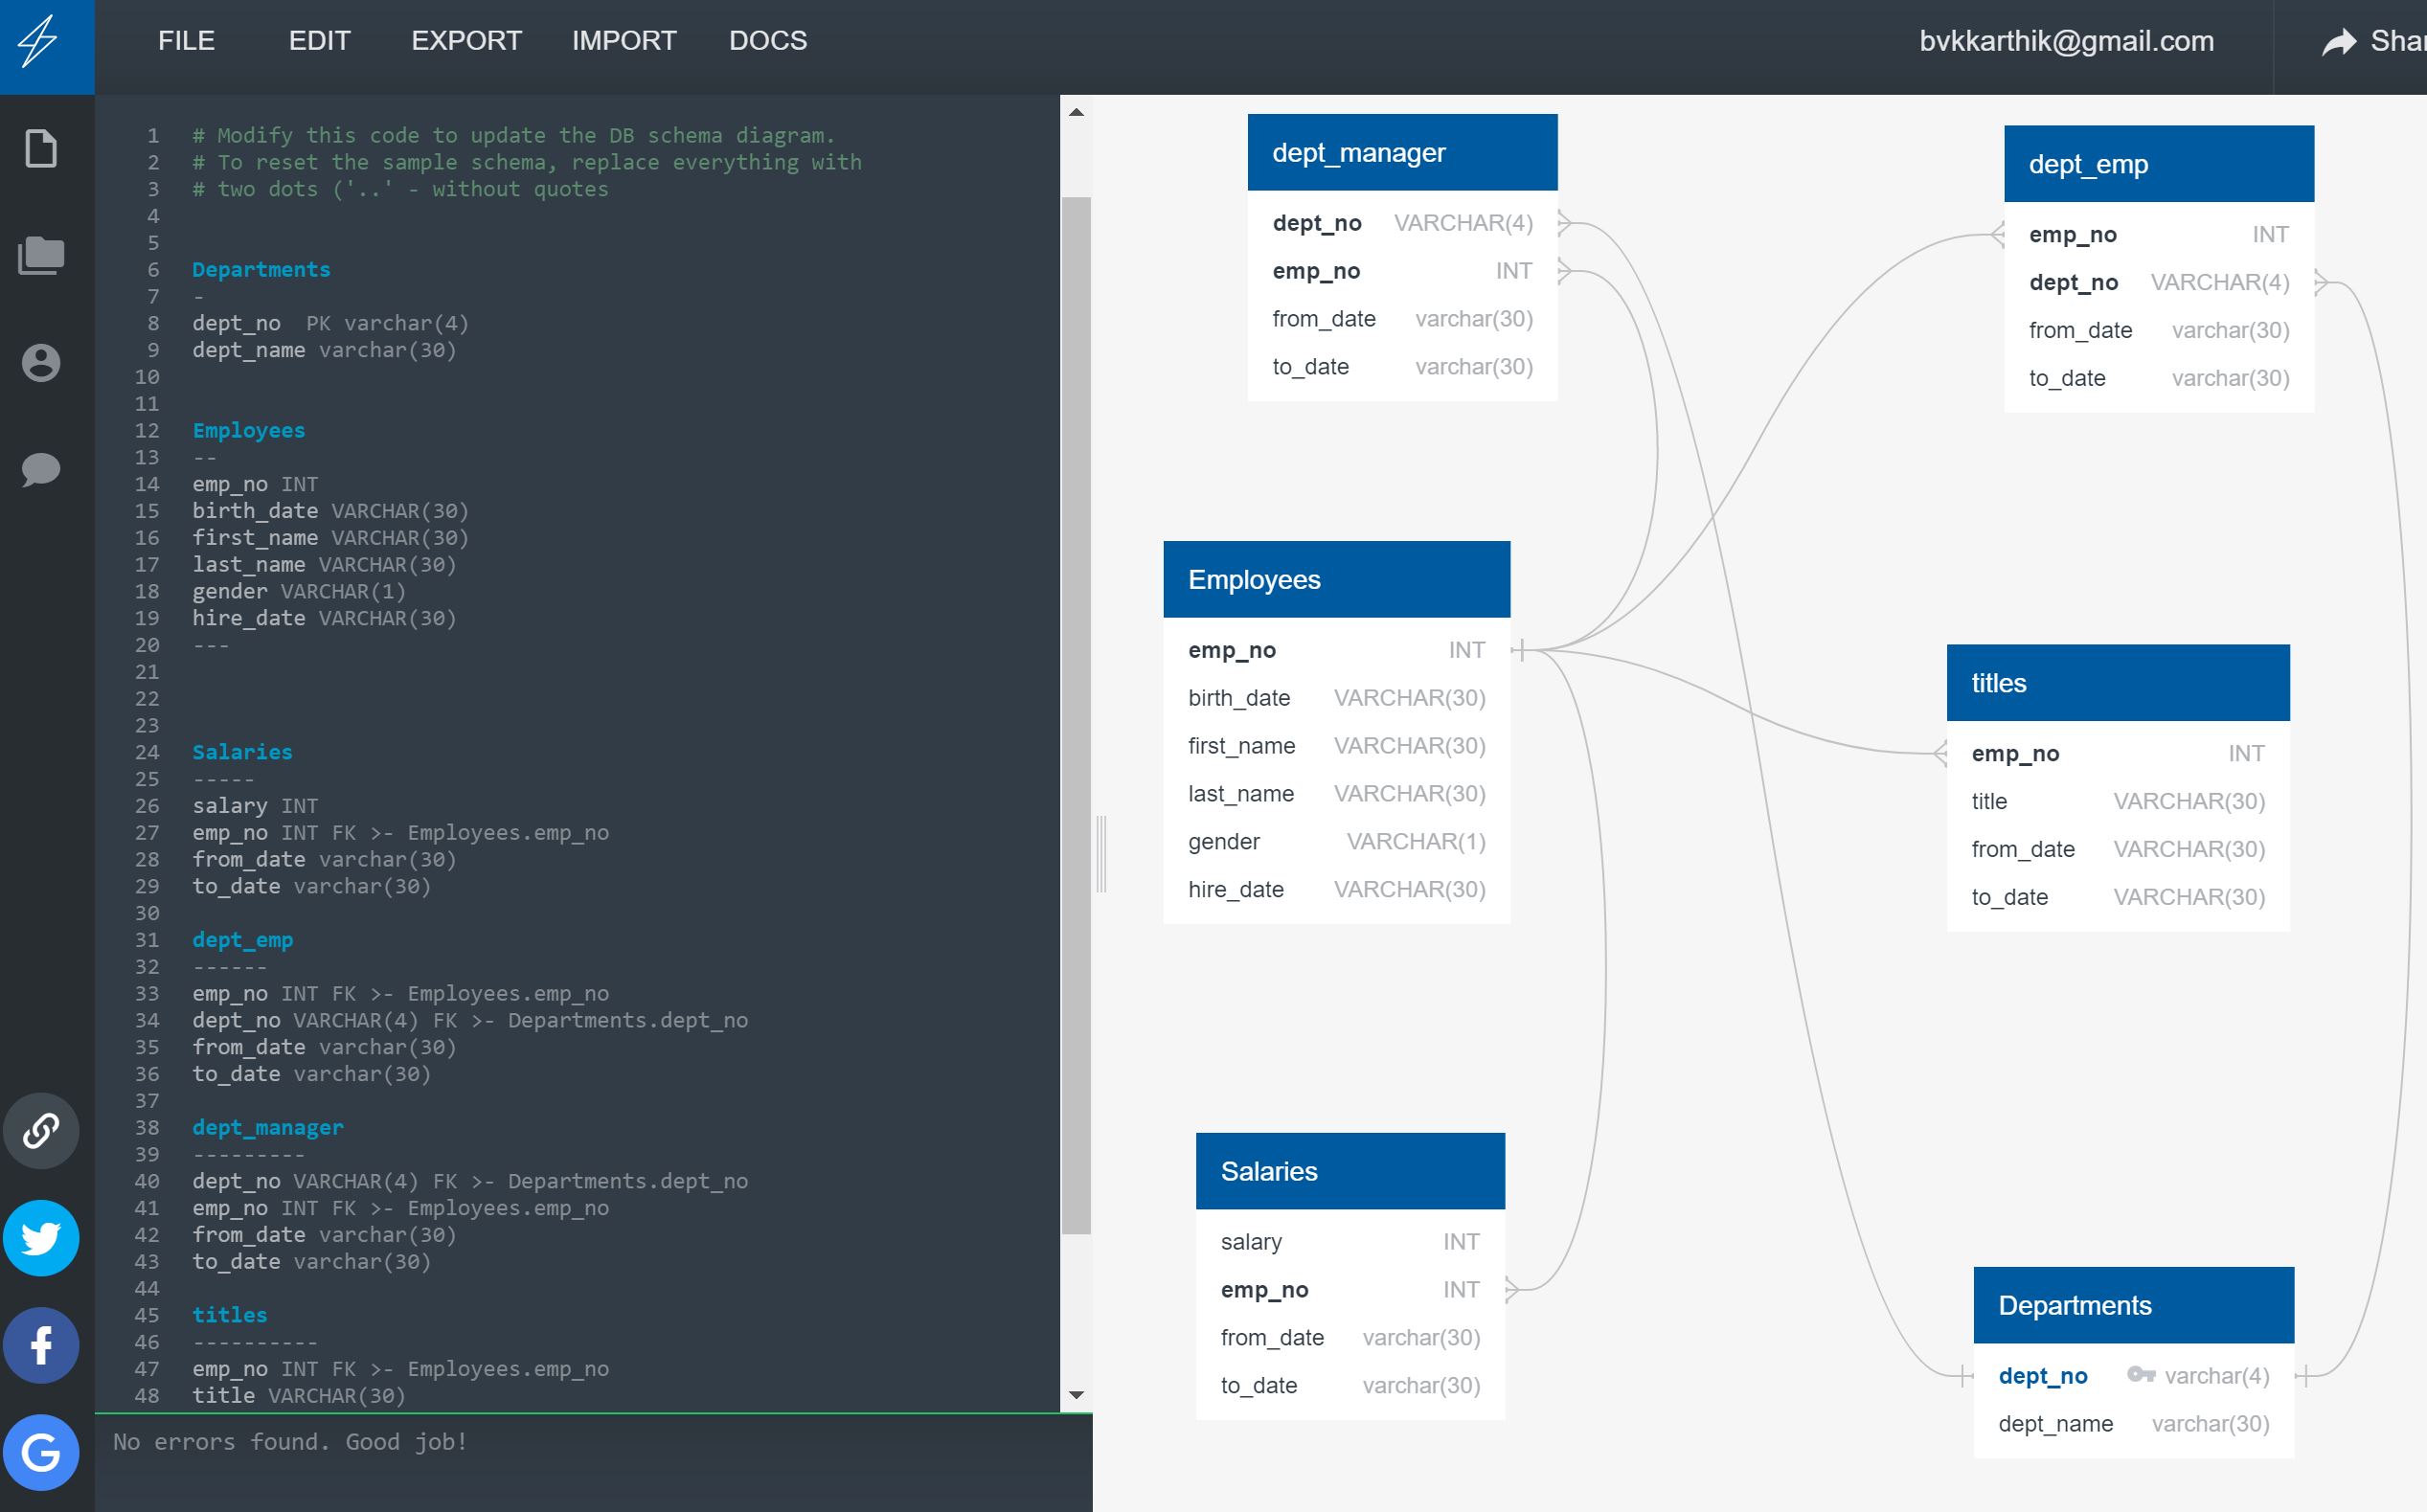 FILE EDIT EXPORT IMPORT DOCS bvkkarthik@gmail.com
1 # Modify this code to update the DB schema diagram.
2 # To reset the sample schema, replace everything with
3 # two dots ('..' - without quotes
4
5
6 Departments
7 -
8 dept_no  PK varchar(4)
9 dept_name varchar(30)
10
11
12 Employees
13 --
14 emp_no INT
15 birth_date VARCHAR(30)
16 first_name VARCHAR(30)
17 last_name VARCHAR(30)
18 gender VARCHAR(1)
19 hire_date VARCHAR(30)
20 ---
21
22
23
24 Salaries
25 -----
26 salary INT
27 emp_no INT FK >- Employees.emp_no
28 from_date varchar(30)
29 to_date varchar(30)
30
31 dept_emp
32 ------
33 emp_no INT FK >- Employees.emp_no
34 dept_no VARCHAR(4) FK >- Departments.dept_no
35 from_date varchar(30)
36 to_date varchar(30)
37
38 dept_manager
39 ---------
40 dept_no VARCHAR(4) FK >- Departments.dept_no
41 emp_no INT FK >- Employees.emp_no
42 from_date varchar(30)
43 to_date varchar(30)
44
45 titles
46 ----------
47 emp_no INT FK >- Employees.emp_no
48 title VARCHAR(30)
No errors found. Good job!
dept_manager
dept_no VARCHAR(4)
emp_no INT
from_date varchar(30)
to_date varchar(30)
dept_emp
emp_no INT
dept_no VARCHAR(4)
from_date varchar(30)
to_date varchar(30)
Employees
emp_no INT
birth_date VARCHAR(30)
first_name VARCHAR(30)
last_name VARCHAR(30)
gender VARCHAR(1)
hire_date VARCHAR(30)
titles
emp_no INT
title VARCHAR(30)
from_date VARCHAR(30)
to_date VARCHAR(30)
Salaries
salary INT
emp_no INT
from_date varchar(30)
to_date varchar(30)
Departments
dept_no varchar(4)
dept_name varchar(30)